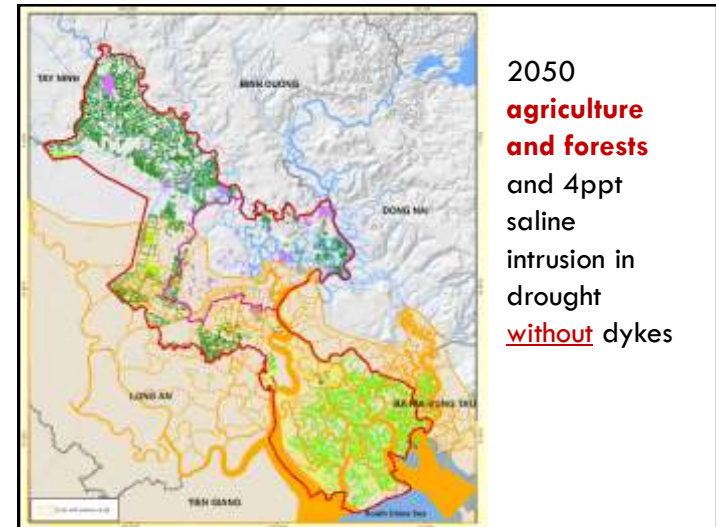 TAY NINH
BINH DUONG
DONG NAI
LONG AN
BA RIA-VUNG TAU
TIEN GIANG
South China Sea
2050
agriculture
and forests
and 4ppt
saline
intrusion in
drought
without dykes